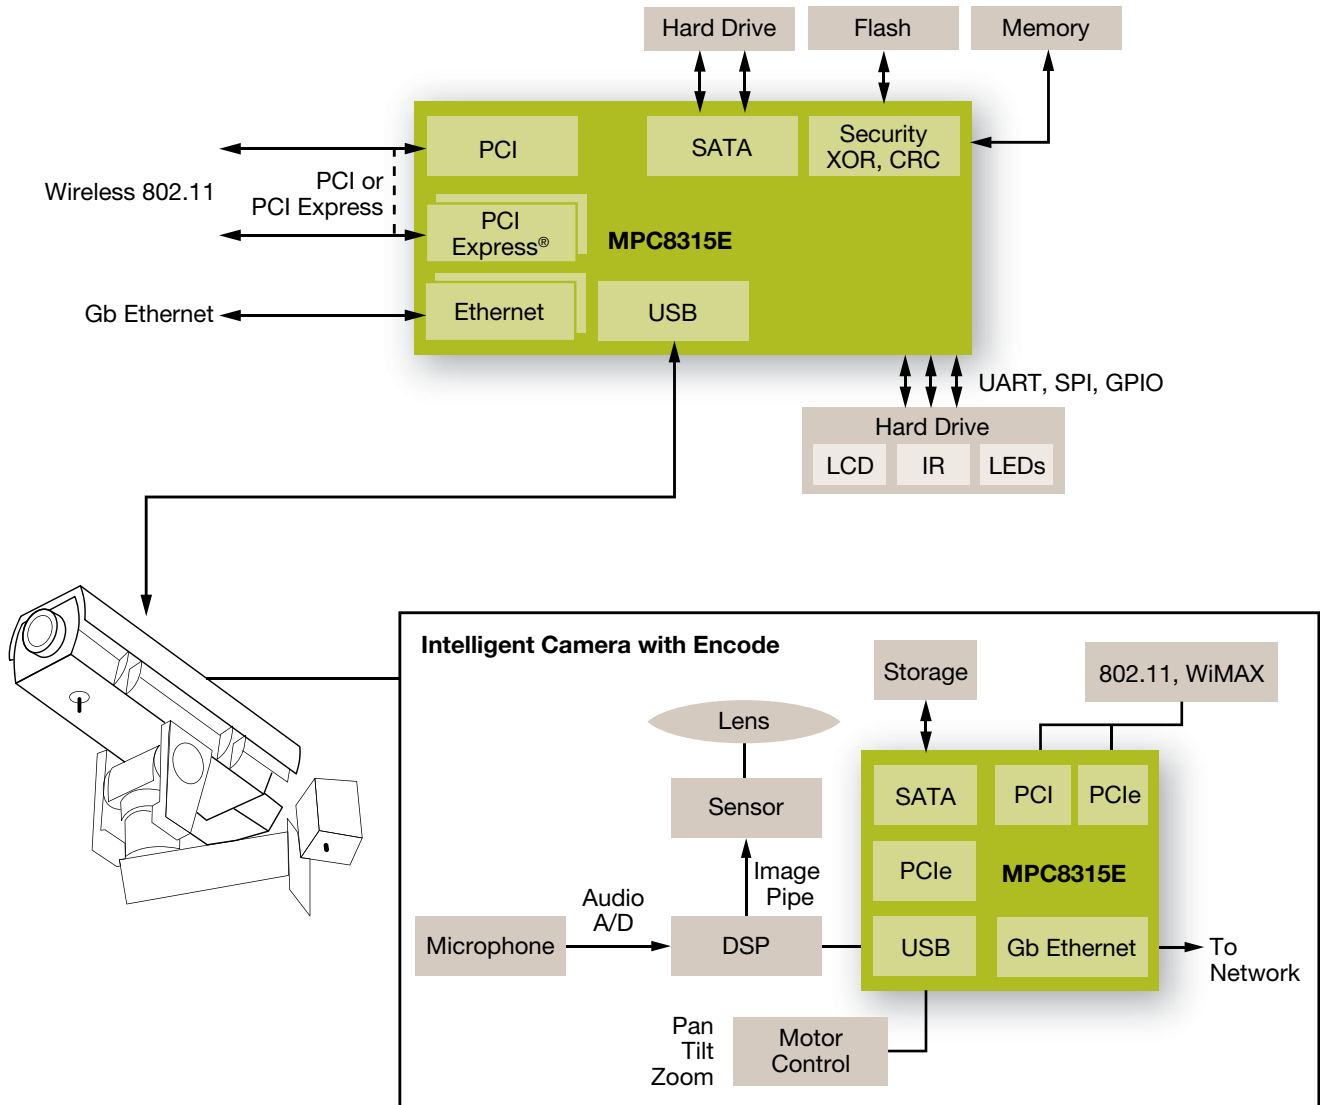 Hard Drive
Flash
Memory
PCI
SATA
Security
XOR, CRC
Wireless 802.11
PCI or
PCI Express
PCI
Express®
MPC8315E
Gb Ethernet
Ethernet
USB
UART, SPI, GPIO
Hard Drive
LCD
IR
LEDs
Intelligent Camera with Encode
Storage
802.11, WiMAX
Lens
Sensor
SATA
PCI
PCIe
Image
Pipe
PCIe
MPC8315E
Audio
A/D
Microphone
DSP
USB
Gb Ethernet
To
Network
Pan
Tilt
Zoom
Motor
Control